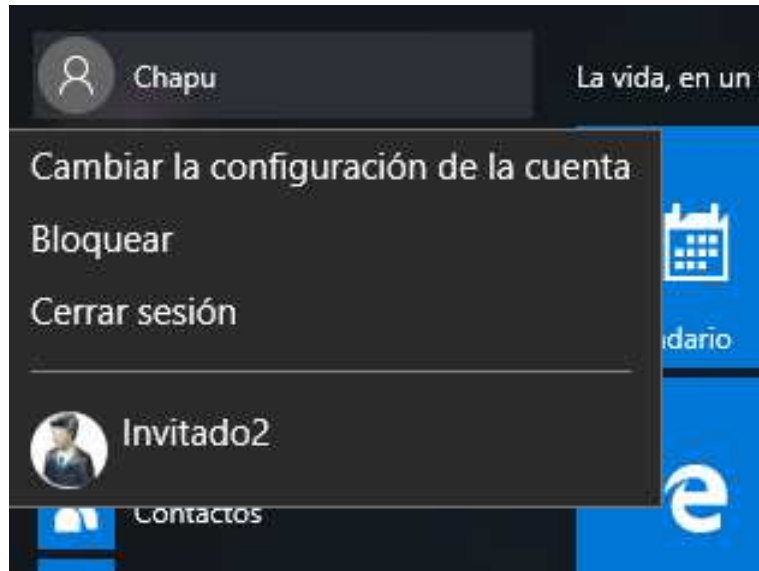 Chapu
La vida, en un
Cambiar la configuración de la cuenta
Bloquear
Cerrar sesión
Invitado2
Contactos